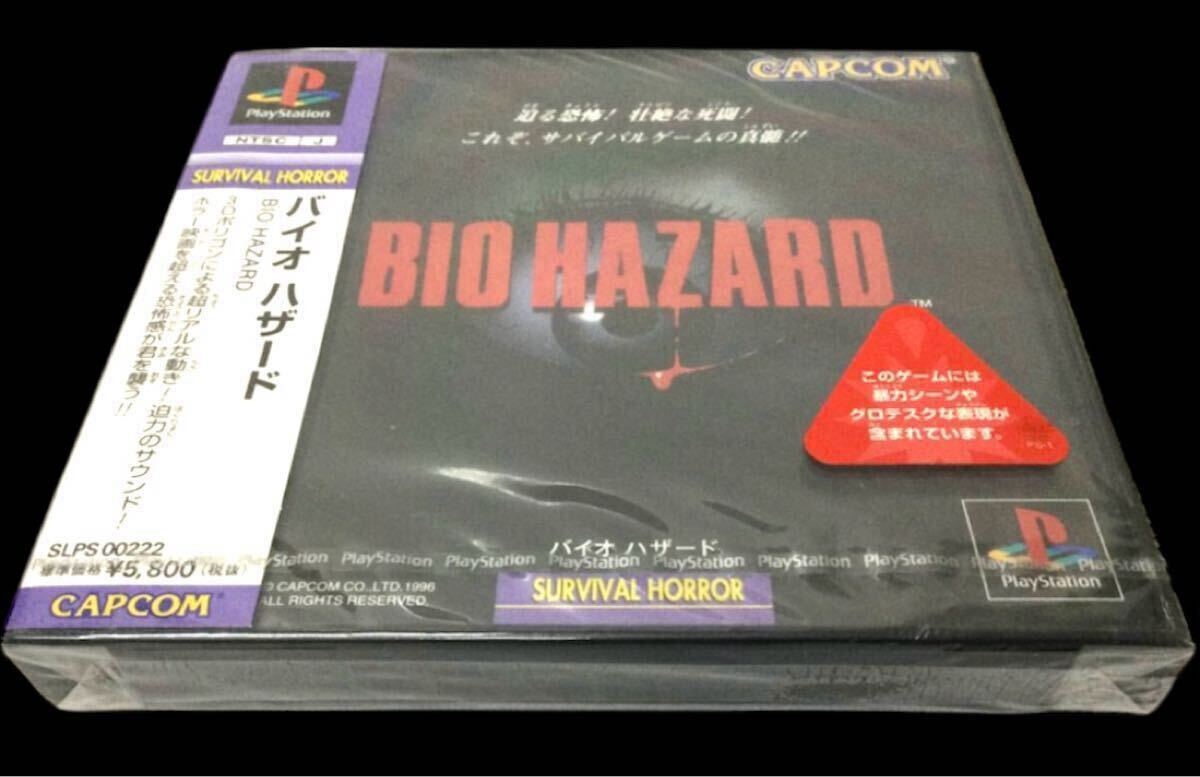 PlayStation
NTSC J
SURVIVAL HORROR
バイオ ハザード
BIO HAZARD
3Dポリゴンによる超リアルな動き！迫力のサウンド！
ホラー映画を超える恐怖感が君を襲う!!
SLPS 00222
標準価格 ¥5,800（税抜）
CAPCOM
CAPCOM
迫る恐怖！壮絶な死闘！
これぞ、サバイバルゲームの真髄!!
BIO HAZARD
TM
このゲームには
暴力シーンや
グロテスクな表現が
含まれています。
PS-1
PlayStation
バイオ ハザード
PlayStation PlayStation PlayStation PlayStation PlayStation PlayStation PlayStation PlayStation
SURVIVAL HORROR
© CAPCOM CO.,LTD.1996
ALL RIGHTS RESERVED.